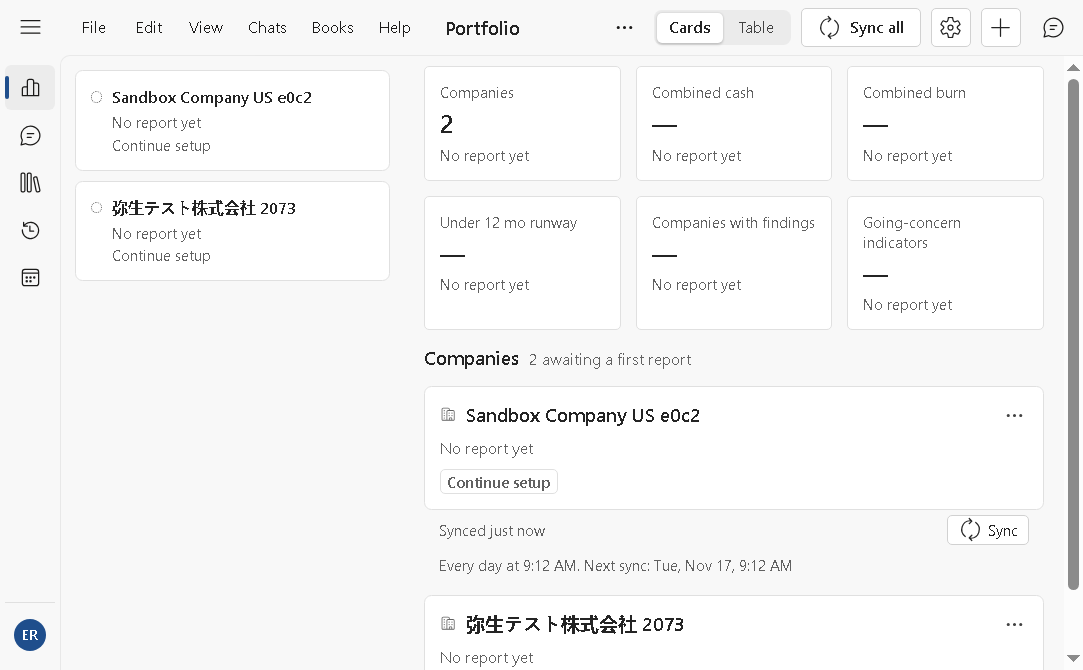 File Edit View Chats Books Help Portfolio ... Cards Table Sync all
Sandbox Company US e0c2
No report yet
Continue setup
弥生テスト株式会社 2073
No report yet
Continue setup
Companies
2
No report yet
Combined cash
—
No report yet
Combined burn
—
No report yet
Under 12 mo runway
—
No report yet
Companies with findings
—
No report yet
Going-concern
indicators
—
No report yet
Companies 2 awaiting a first report
Sandbox Company US e0c2 ...
No report yet
Continue setup
Synced just now Sync
Every day at 9:12 AM. Next sync: Tue, Nov 17, 9:12 AM
弥生テスト株式会社 2073 ...
No report yet
ER